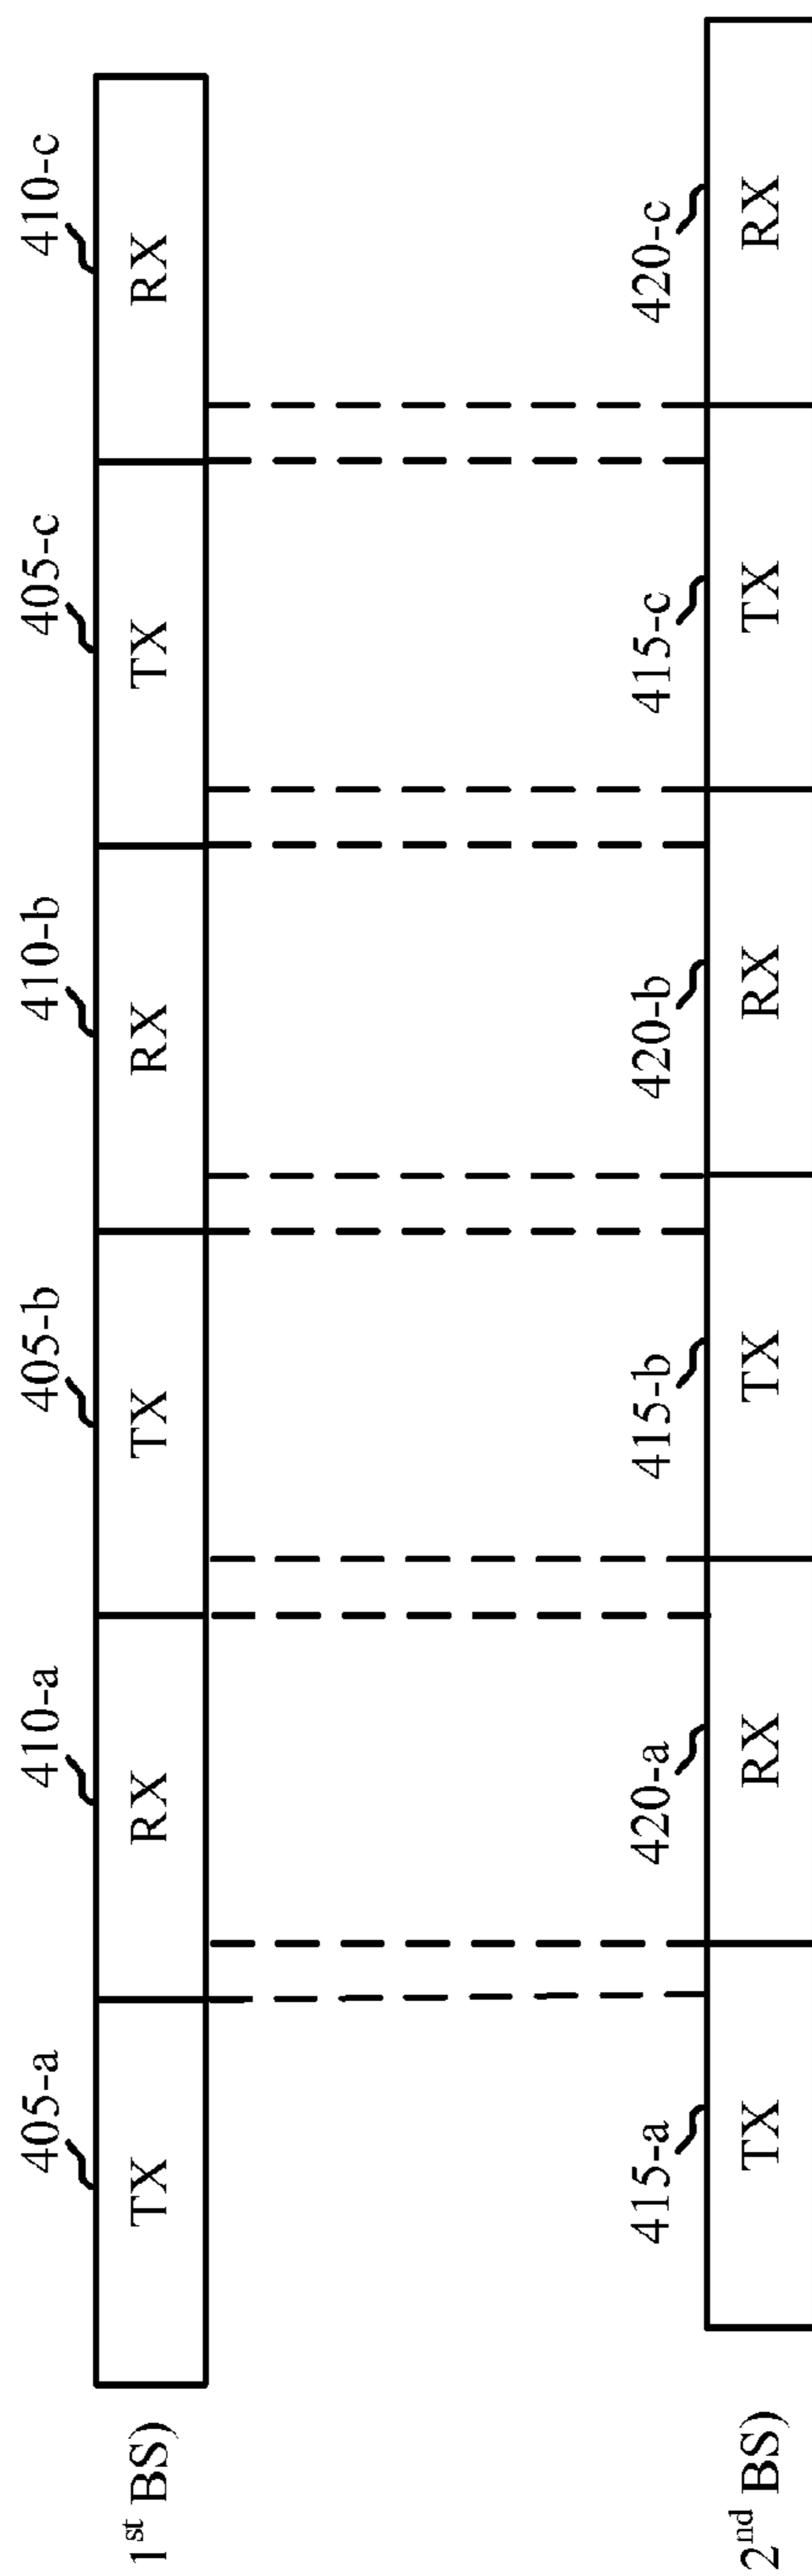 405-a 410-a 405-b 410-b 405-c 410-c
1st BS) TX RX TX RX TX RX
415-a 420-a 415-b 420-b 415-c 420-c
2nd BS) TX RX TX RX TX RX